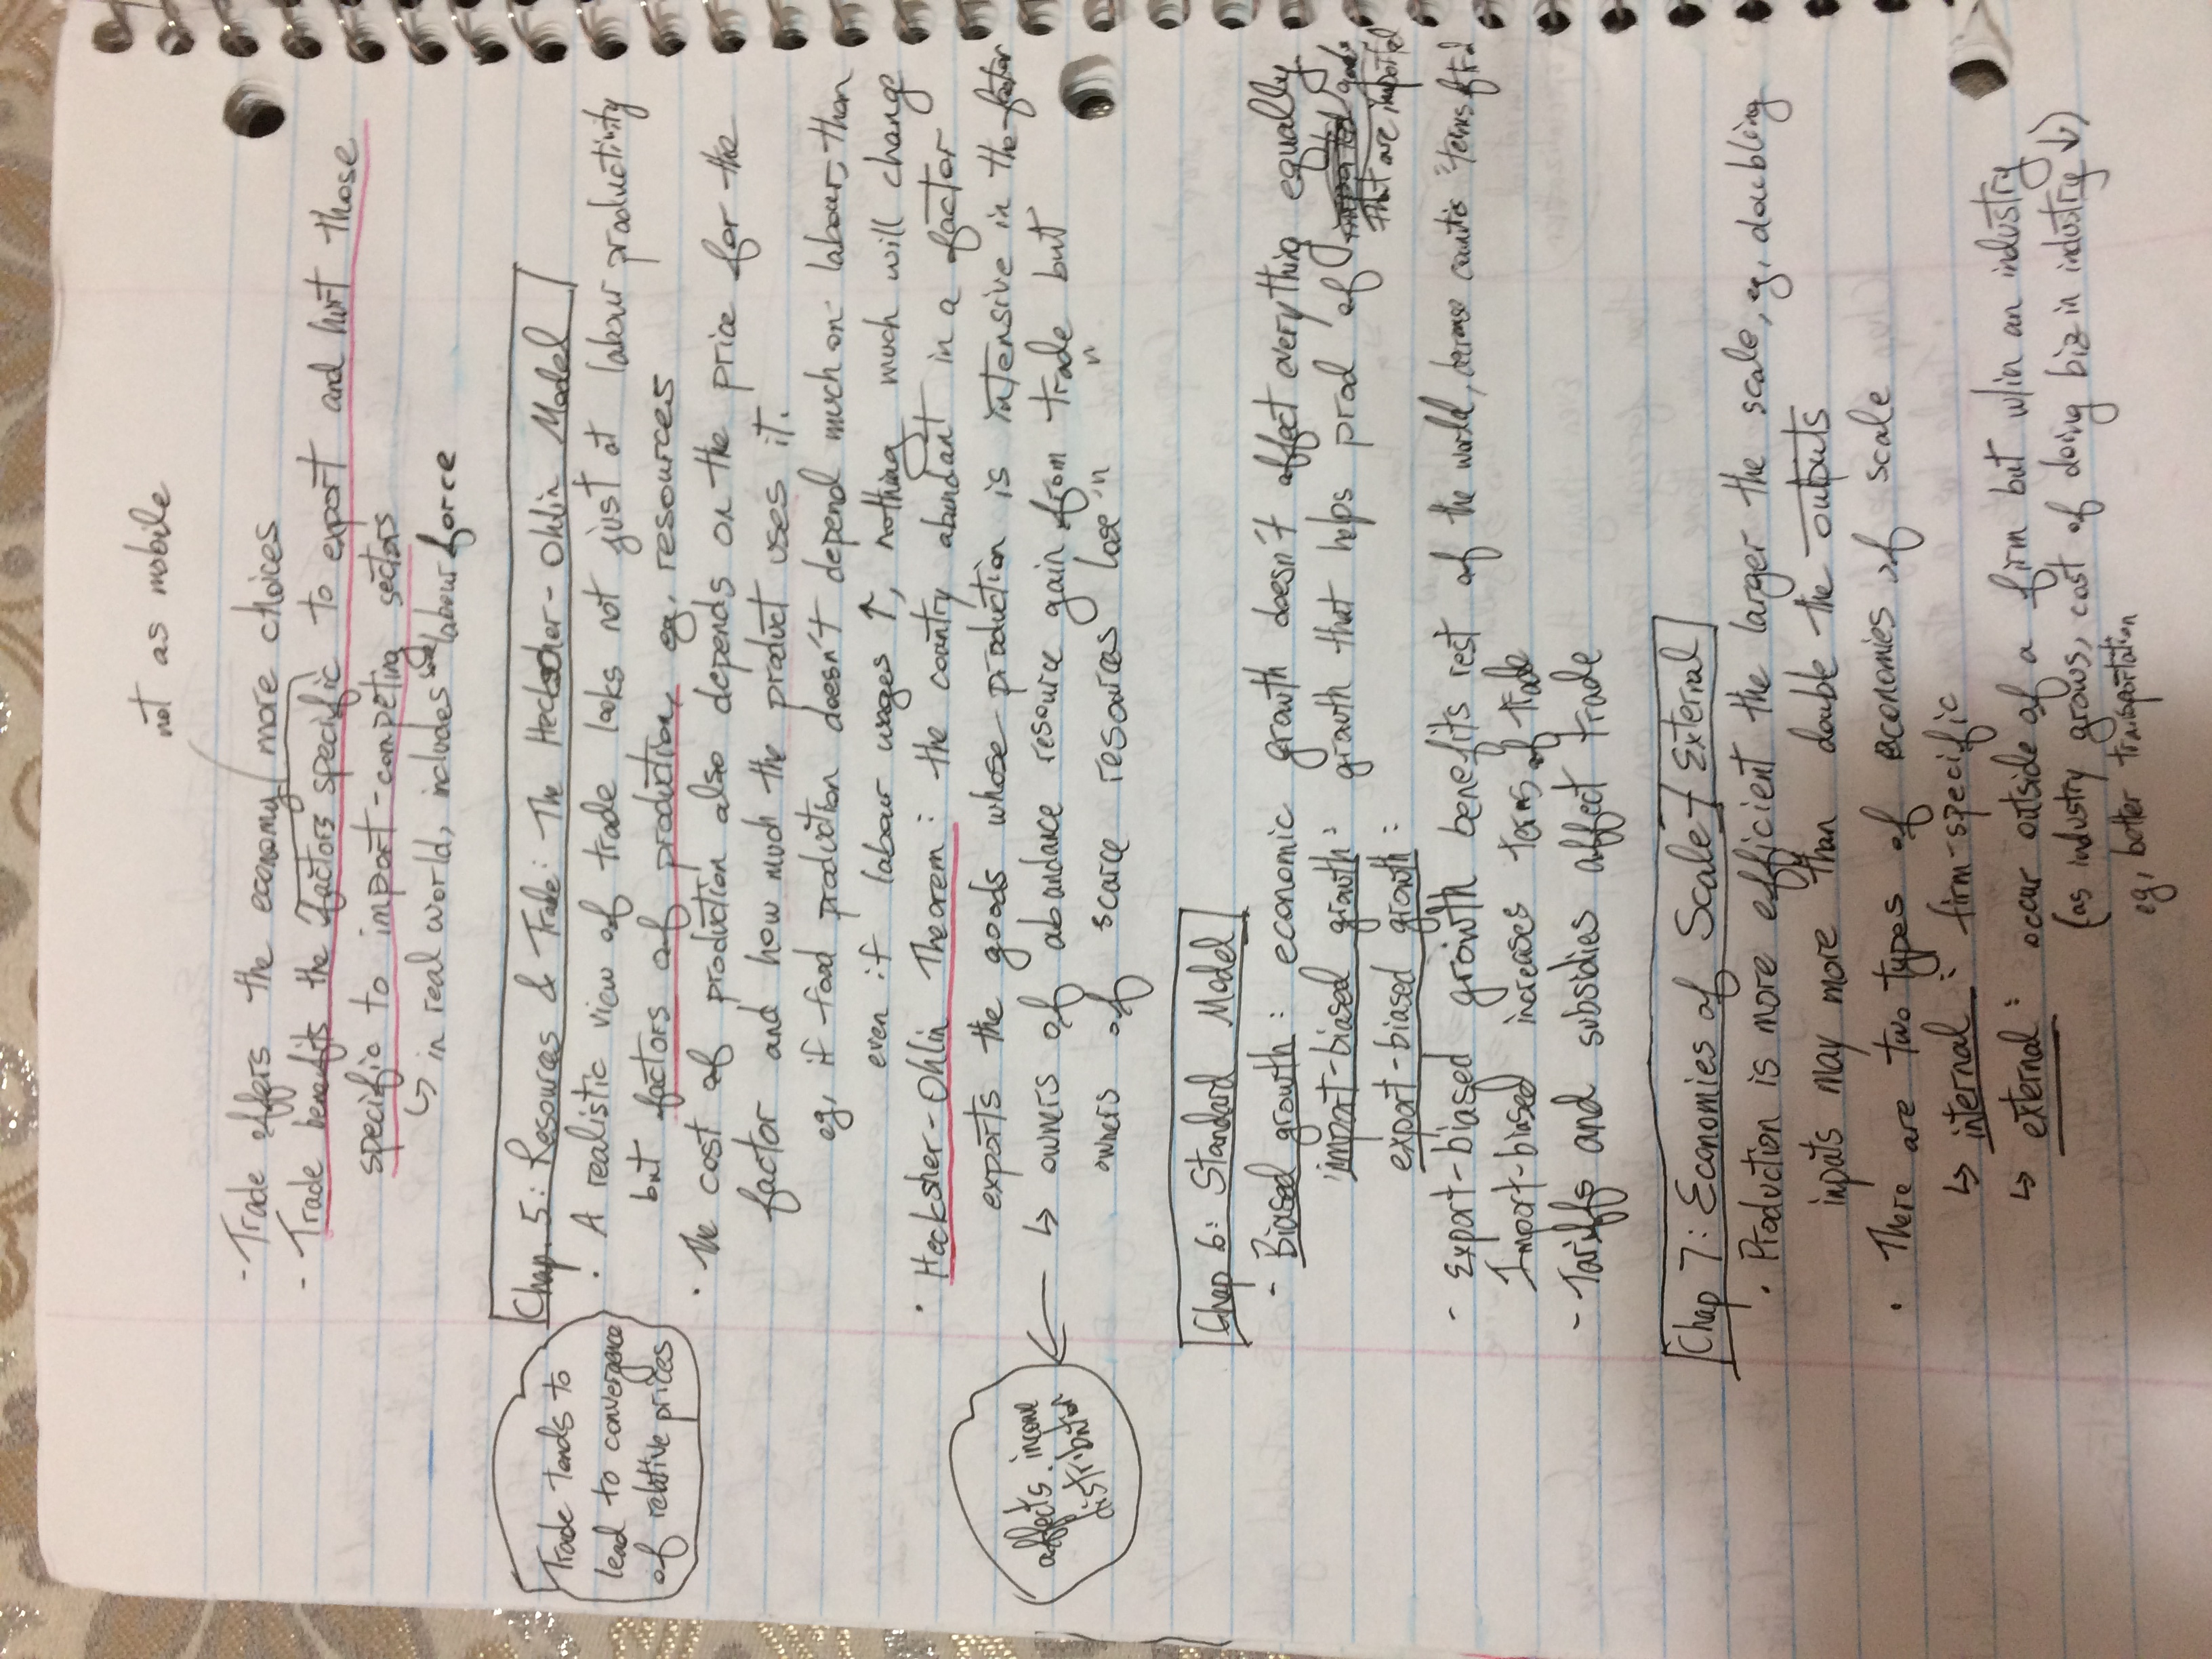 not as mobile
- Trade offers the economy more choices
- Trade benefits the factors specific to export and hurt those
specific to import-competing sectors
↳ in real world, includes some labour force
Chap. 5: Resources & Trade: The Hecksher-Ohlin Model
Trade tends to
lead to convergence
of relative prices
· A realistic view of trade looks not just at labour productivity
but factors of production, eg. resources
· The cost of production also depends on the price for the
factor and how much the product uses it.
eg, if food production doesn't depend much on labour, then
even if labour wages ↑, nothing much will change
· Hecksher-Ohlin Theorem: the country abundant in a factor
exports the goods whose production is intensive in the factor
affects income
distribution
↳ owners of abandance resource gain from trade but
owners of scarce resources lose " "
Chap 6: Standard Model
- Biased growth: economic growth doesn't affect everything equally
import-biased growth: growth that helps prod of goods
that are imported
export-biased growth:
- Export-biased growth benefits rest of the world, decrease terms of
Import-biased increases terms of trade
- Tariffs and subsidies affect trade
Chap 7: Economies of Scale - External
· Production is more efficient the larger the scale, eg, doubling
inputs may more than double the outputs
· There are two types of economies of scale
↳ internal: firm-specific
↳ external: occur outside of a firm but w/in an industry
(as industry grows, cost of doing biz in industry ↓)
eg, better transportation